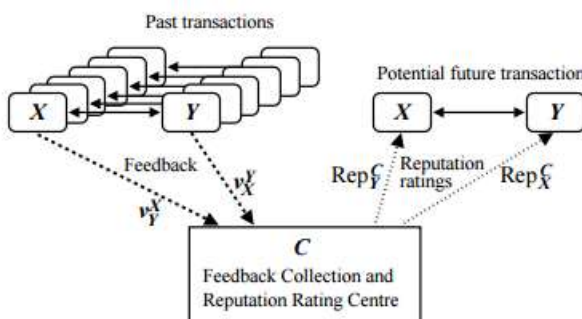 Past transactions
Potential future transaction
X
Y
X
Y
Feedback
Reputation
ratings
v_Y^X
v_X^Y
Rep_Y^C
Rep_X^C
C
Feedback Collection and
Reputation Rating Centre